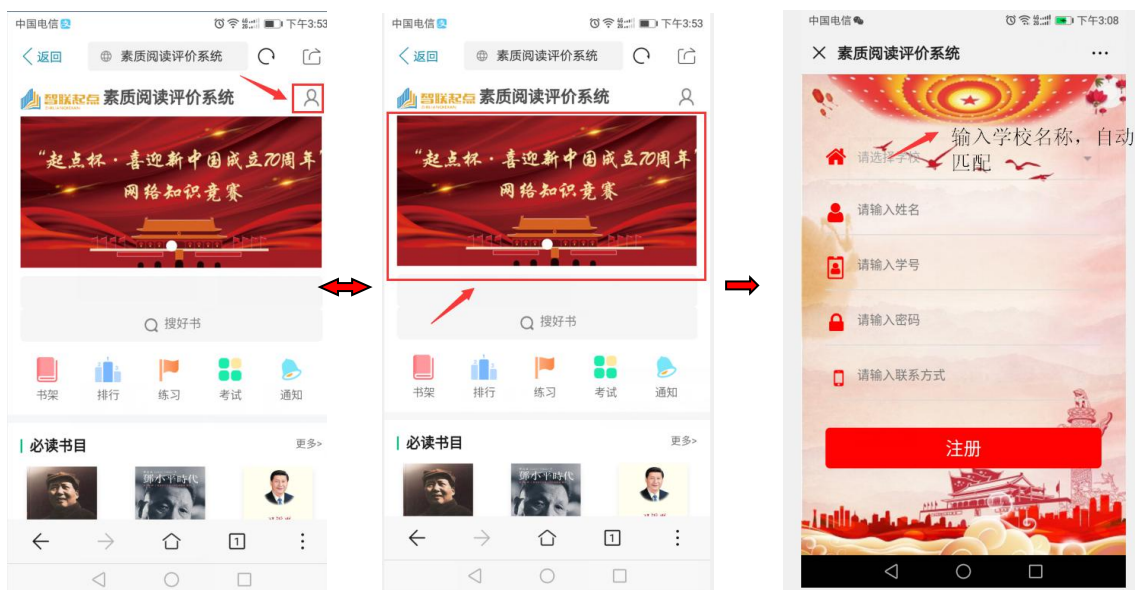 中国电信
下午3:53
返回
素质阅读评价系统
智联起点 素质阅读评价系统
“起点杯·喜迎新中国成立70周年
网络知识竞赛
搜好书
书架 排行 练习 考试 通知
必读书目
更多>
邓小平時代
1
中国电信
下午3:53
返回
素质阅读评价系统
智联起点 素质阅读评价系统
“起点杯·喜迎新中国成立70周年”
网络知识竞赛
搜好书
书架 排行 练习 考试 通知
必读书目
更多>
邓小平時代
1
中国电信
下午3:08
素质阅读评价系统
输入学校名称，自动
匹配
请选择学校
请输入姓名
请输入学号
请输入密码
请输入联系方式
注册